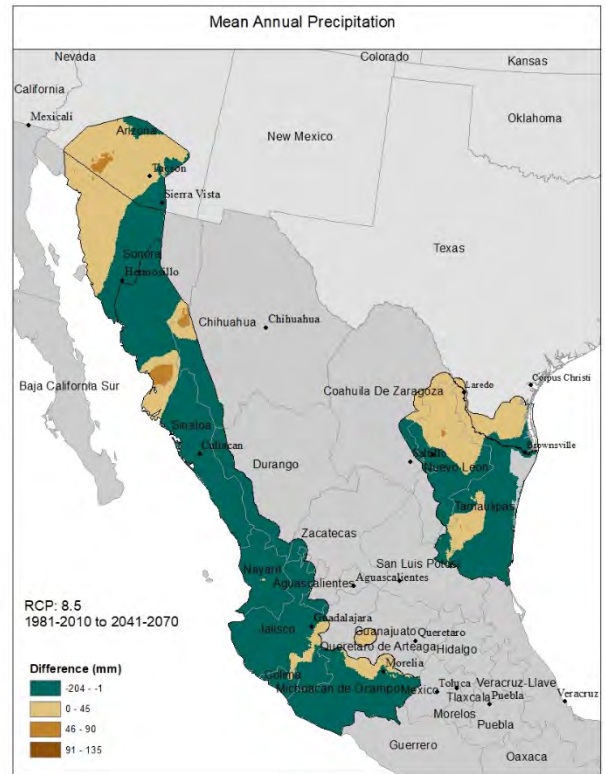 Mean Annual Precipitation
Nevada
Colorado
Kansas
California
Mexicali
Arizona
Oklahoma
New Mexico
Tucson
Sierra Vista
Texas
Sonora
Hermosillo
Chihuahua
Chihuahua
Baja California Sur
Coahuila De Zaragoza
Laredo
Corpus Christi
Sinaloa
Culiacan
Durango
Saltillo
Nuevo Leon
Brownsville
Tamaulipas
Zacatecas
San Luis Potosi
Nayarit
Aguascalientes
Aguascalientes
RCP: 8.5
1981-2010 to 2041-2070
Jalisco
Guadalajara
Guanajuato
Queretaro
Queretaro de Arteaga
Hidalgo
Colima
Morelia
Michoacan de Ocampo
Mexico
Toluca
Veracruz-Llave
Tlaxcala
Puebla
Veracruz
Morelos
Puebla
Guerrero
Oaxaca
Difference (mm)
-204 - -1
0 - 45
46 - 90
91 - 135